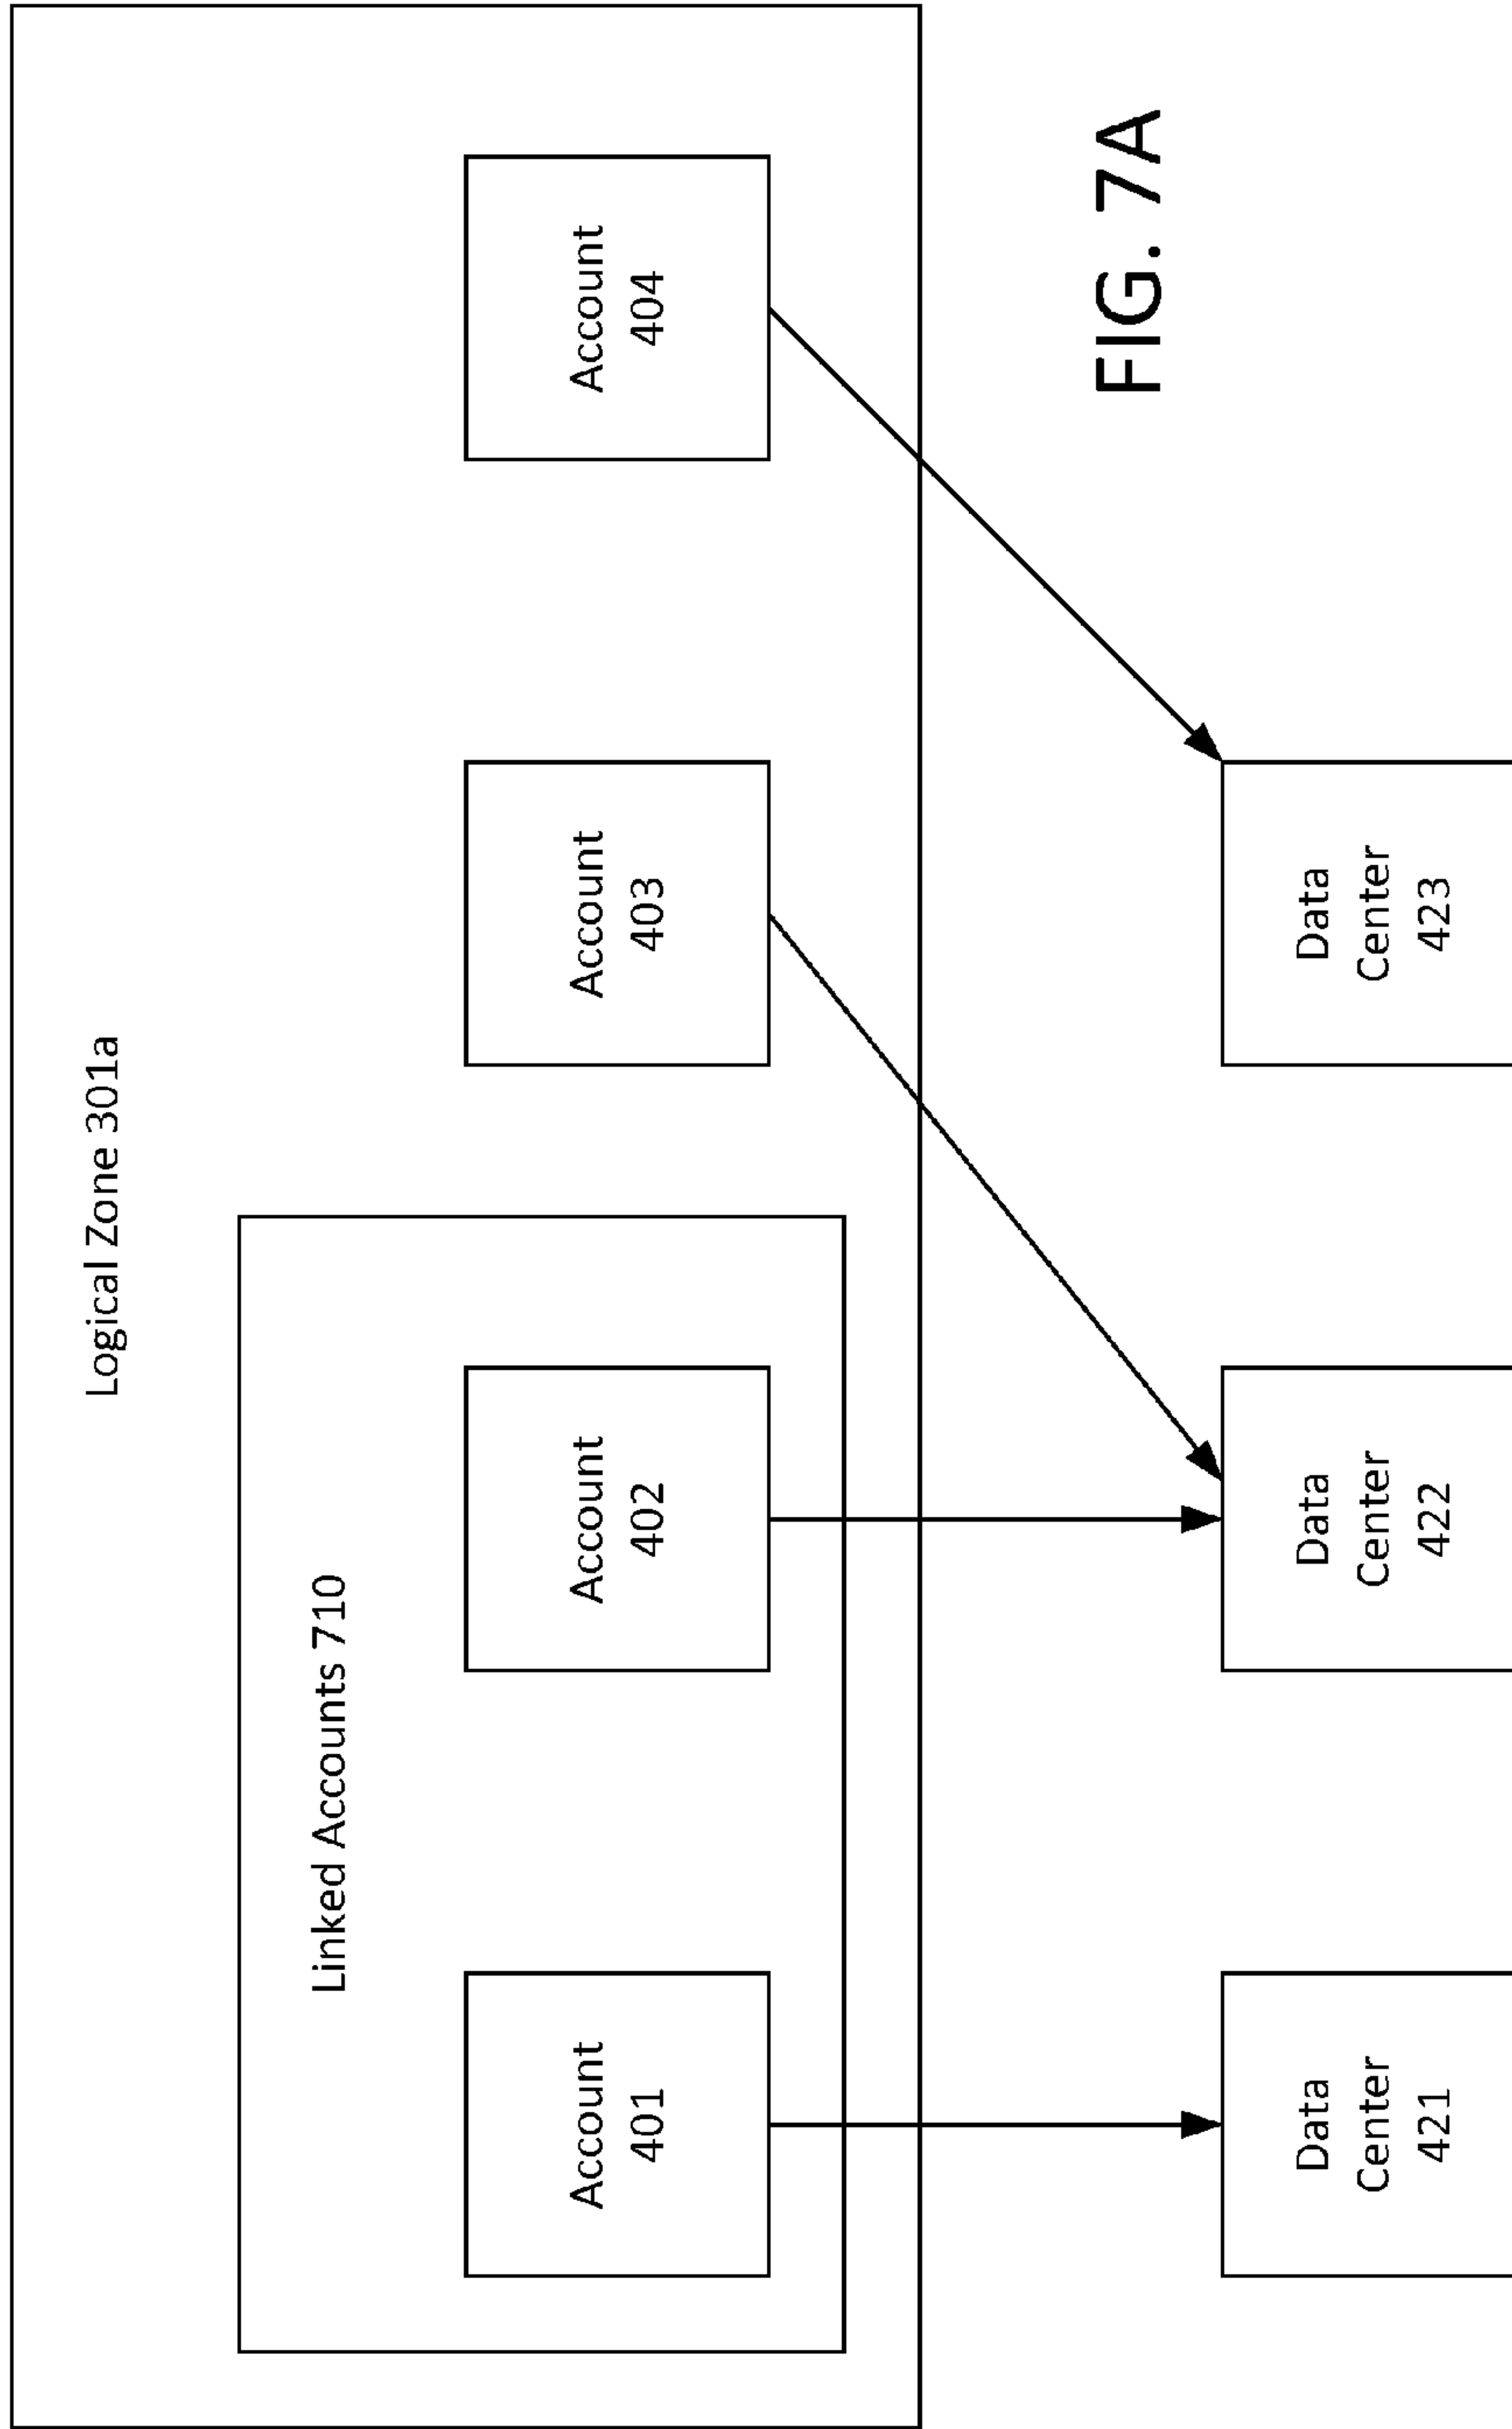 Logical Zone 301a
Linked Accounts 710
Account
401
Account
402
Account
403
Account
404
Data
Center
421
Data
Center
422
Data
Center
423
FIG. 7A